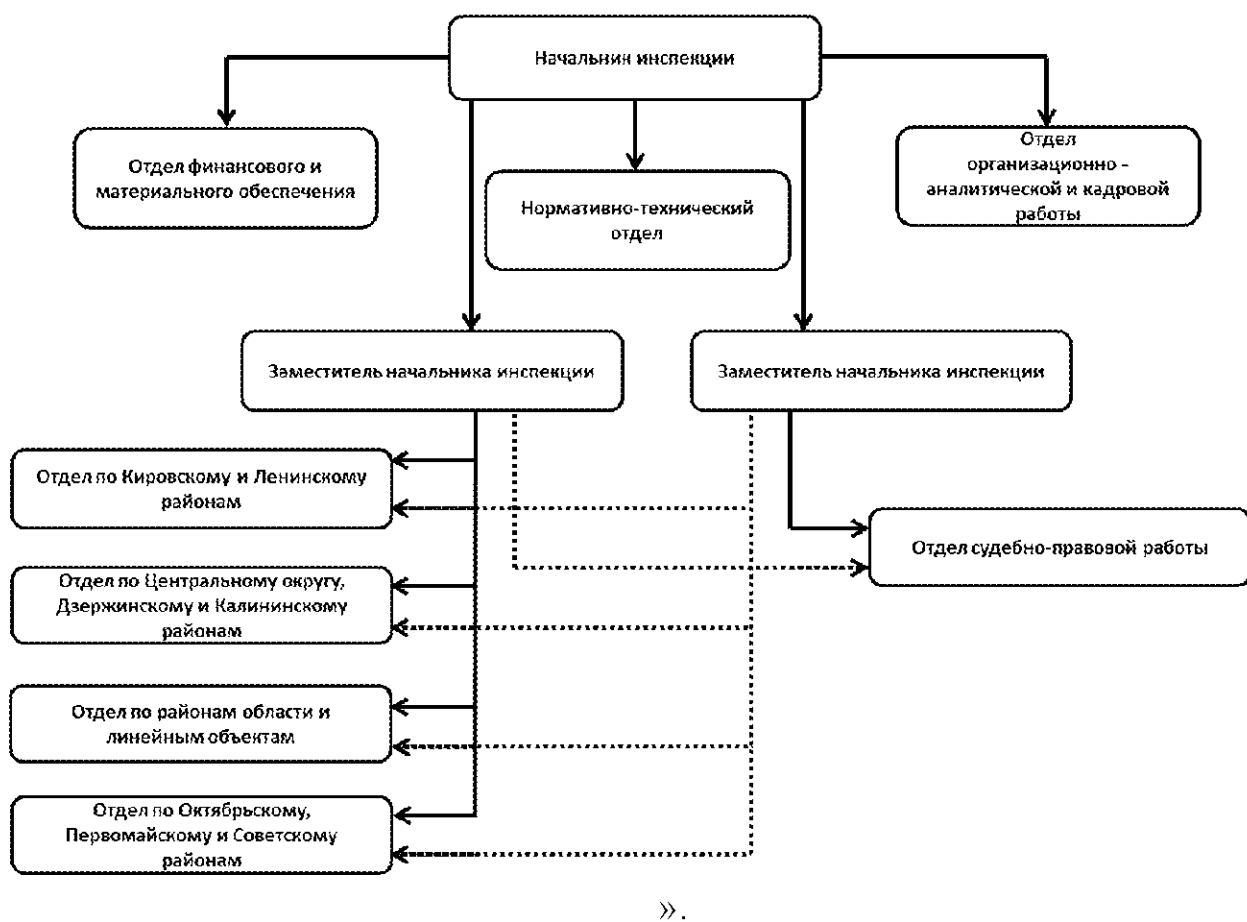 Начальник инспекции
Отдел финансового и
материального обеспечения
Нормативно-технический
отдел
Отдел
организационно -
аналитической и кадровой
работы
Заместитель начальника инспекции
Заместитель начальника инспекции
Отдел по Кировскому и Ленинскому
районам
Отдел судебно-правовой работы
Отдел по Центральному округу,
Дзержинскому и Калининскому
районам
Отдел по районам области и
линейным объектам
Отдел по Октябрьскому,
Первомайскому и Советскому
районам
».